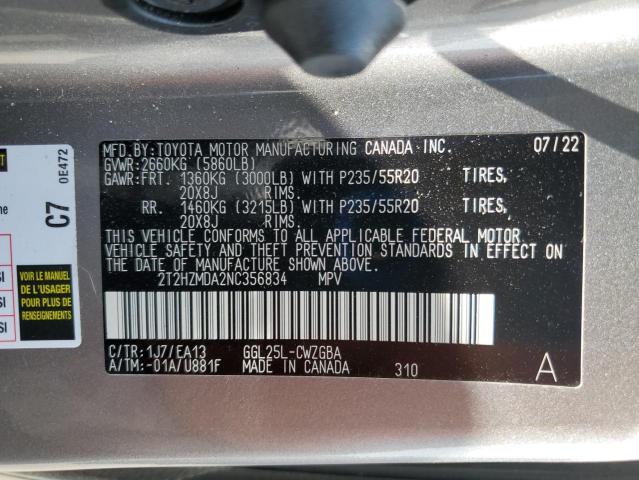 MFD.BY:TOYOTA MOTOR MANUFACTURING CANADA INC. 07/22
GVWR:2660KG (5860LB)
GAWR:FRT. 1360KG (3000LB) WITH P235/55R20 TIRES,
20X8J RIMS,
RR. 1460KG (3215LB) WITH P235/55R20 TIRES,
20X8J RIMS
THIS VEHICLE CONFORMS TO ALL APPLICABLE FEDERAL MOTOR
VEHICLE SAFETY AND THEFT PREVENTION STANDARDS IN EFFECT ON
THE DATE OF MANUFACTURE SHOWN ABOVE.
2T2HZMDA2NC356834 MPV
C/TR:1J7/EA13 GGL25L-CWZGBA
A/TM:-01A/U881F MADE IN CANADA 310 A
C7
0E472
VOIR LE MANUEL
DE L'USAGER
POUR PLUS DE
RENSEIGNEMENTS